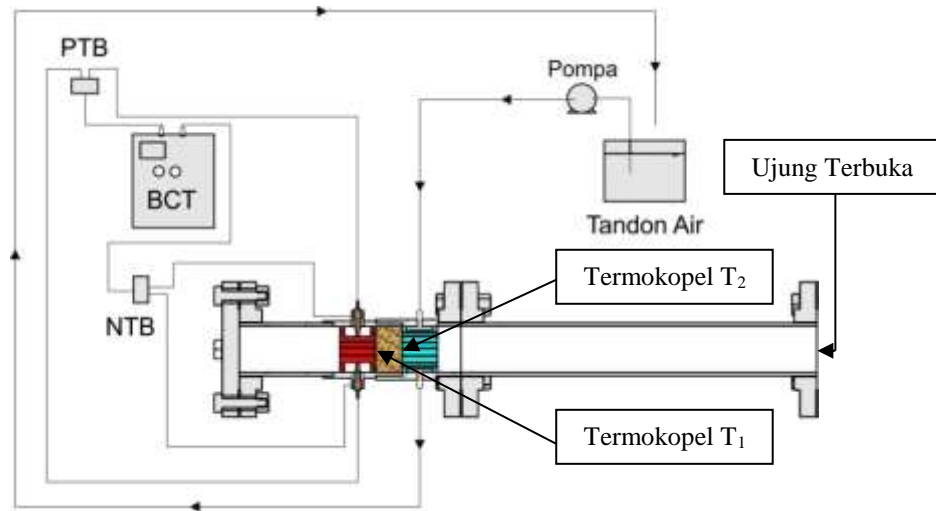 PTB
Pompa
BCT
Tandon Air
Ujung Terbuka
NTB
Termokopel T₂
Termokopel T₁